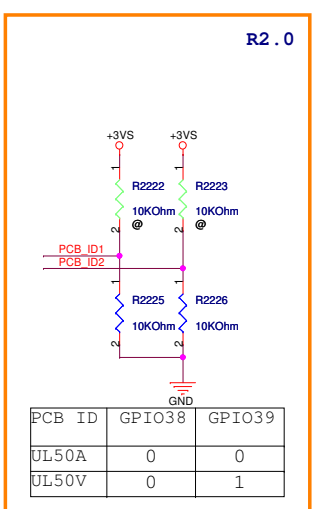 R2.0
+3VS +3VS
1 1
R2222 R2223
10KOhm 10KOhm
@ @
2 2
PCB_ID1
PCB_ID2
1 1
R2225 R2226
10KOhm 10KOhm
2 2
GND
PCB ID GPIO38 GPIO39
UL50A 0 0
UL50V 0 1